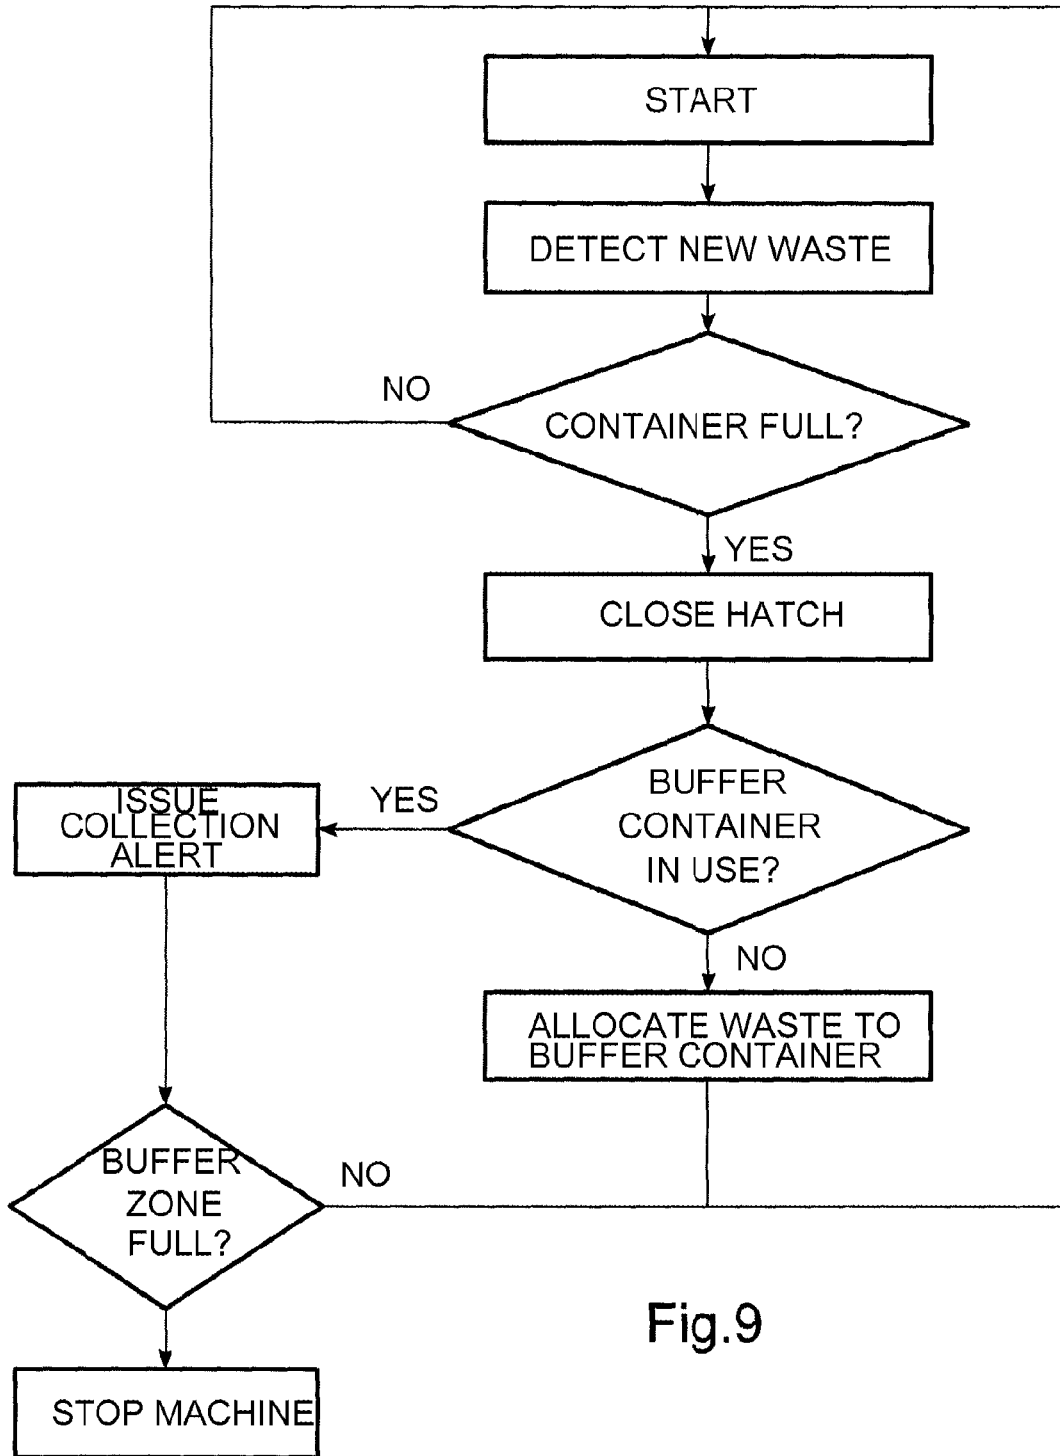 START
DETECT NEW WASTE
NO
CONTAINER FULL?
YES
CLOSE HATCH
BUFFER
CONTAINER
IN USE?
YES
ISSUE
COLLECTION
ALERT
NO
ALLOCATE WASTE TO
BUFFER CONTAINER
BUFFER
ZONE
FULL?
NO
STOP MACHINE
Fig.9